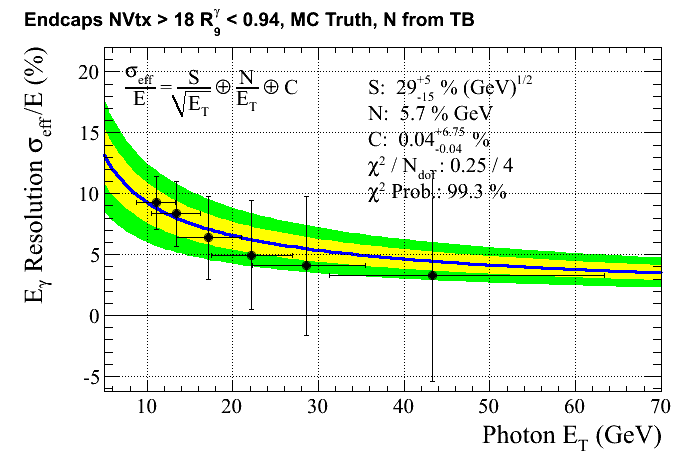 Endcaps NVtx > 18 R₉ᵞ < 0.94, MC Truth, N from TB
E_γ Resolution σ_eff/E (%)
σ_eff/E = S/√E_T ⊕ N/E_T ⊕ C
S: 29 +5 -15 % (GeV)^1/2
N: 5.7 % GeV
C: 0.04 +6.75 -0.04 %
χ² / N_dof : 0.25 / 4
χ² Prob.: 99.3 %
20
15
10
5
0
-5
10 20 30 40 50 60 70
Photon E_T (GeV)